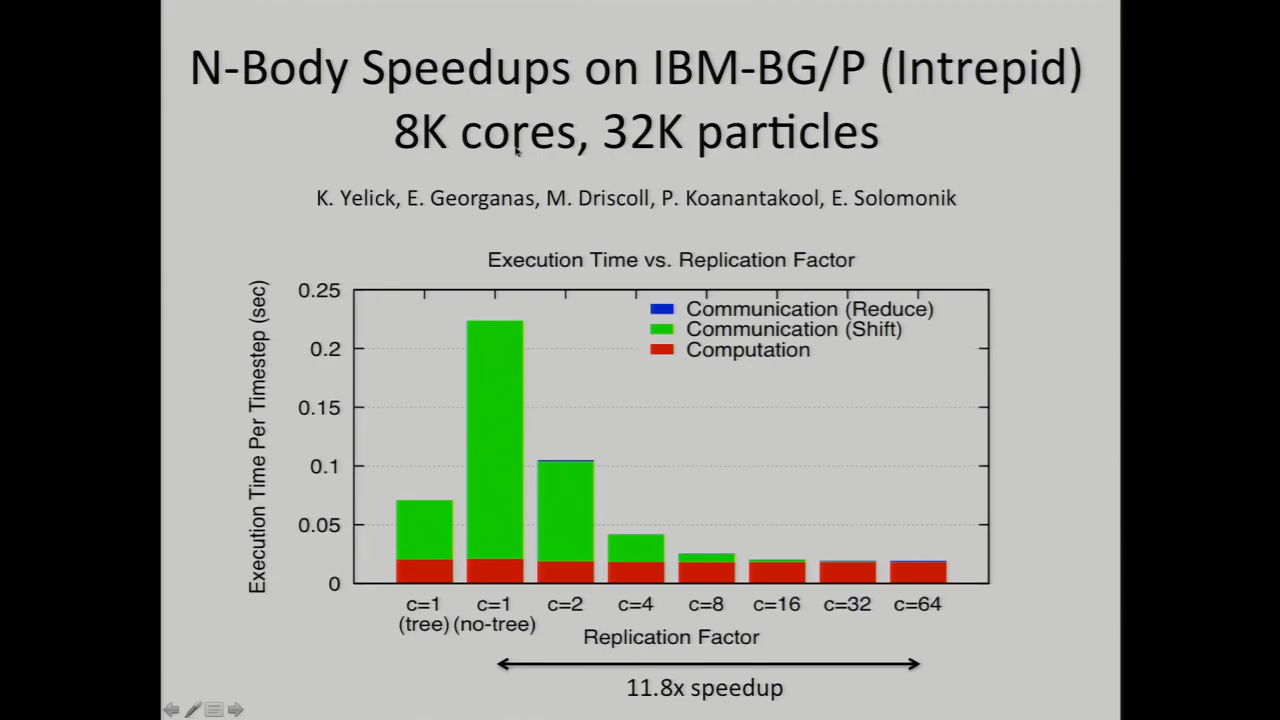 N-Body Speedups on IBM-BG/P (Intrepid)
8K cores, 32K particles
K. Yelick, E. Georganas, M. Driscoll, P. Koanantakool, E. Solomonik
Execution Time vs. Replication Factor
Execution Time Per Timestep (sec)
0.25
0.2
0.15
0.1
0.05
0
Communication (Reduce)
Communication (Shift)
Computation
c=1 c=1 c=2 c=4 c=8 c=16 c=32 c=64
(tree) (no-tree)
Replication Factor
11.8x speedup